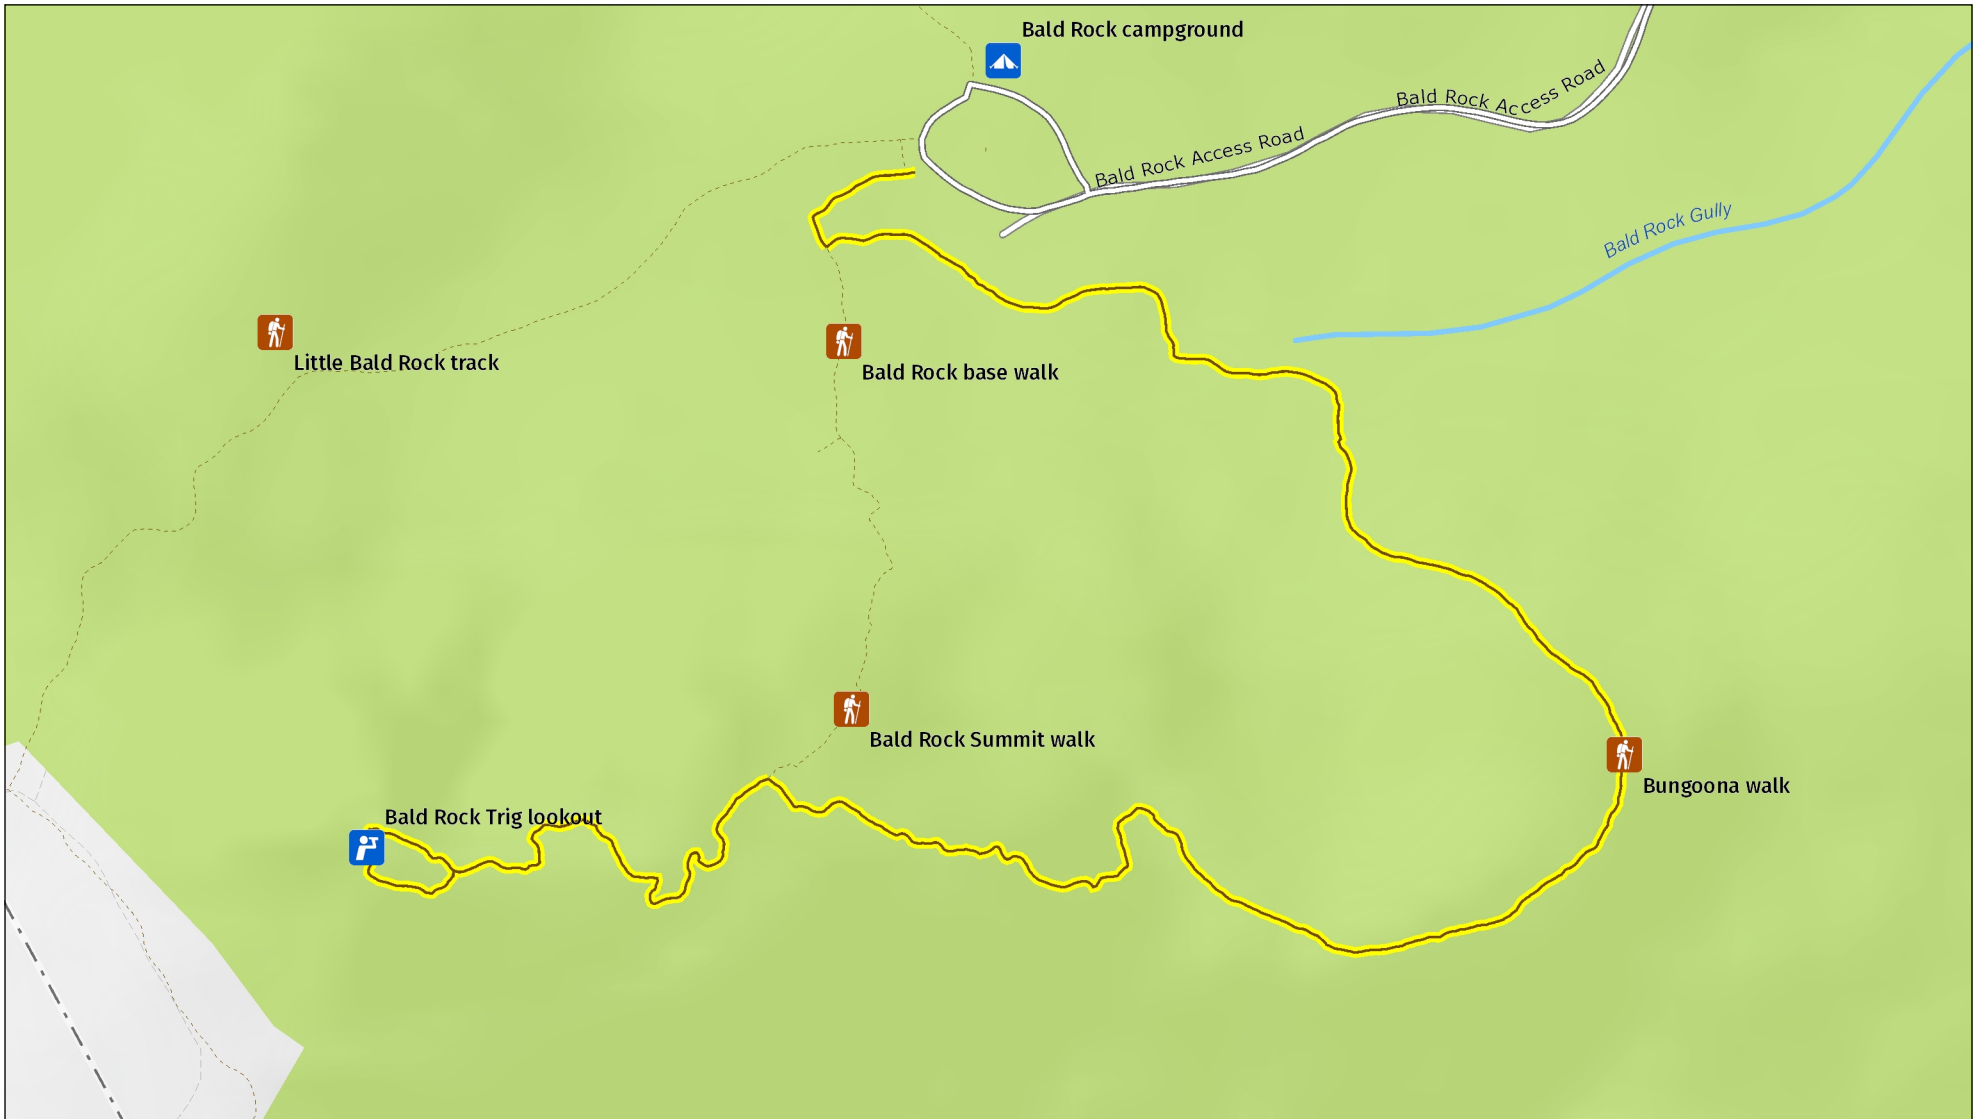 Bald Rock campground
Bald Rock Access Road
Bald Rock Access Road
Bald Rock Gully
Little Bald Rock track
Bald Rock base walk
Bald Rock Summit walk
Bungoona walk
Bald Rock Trig lookout